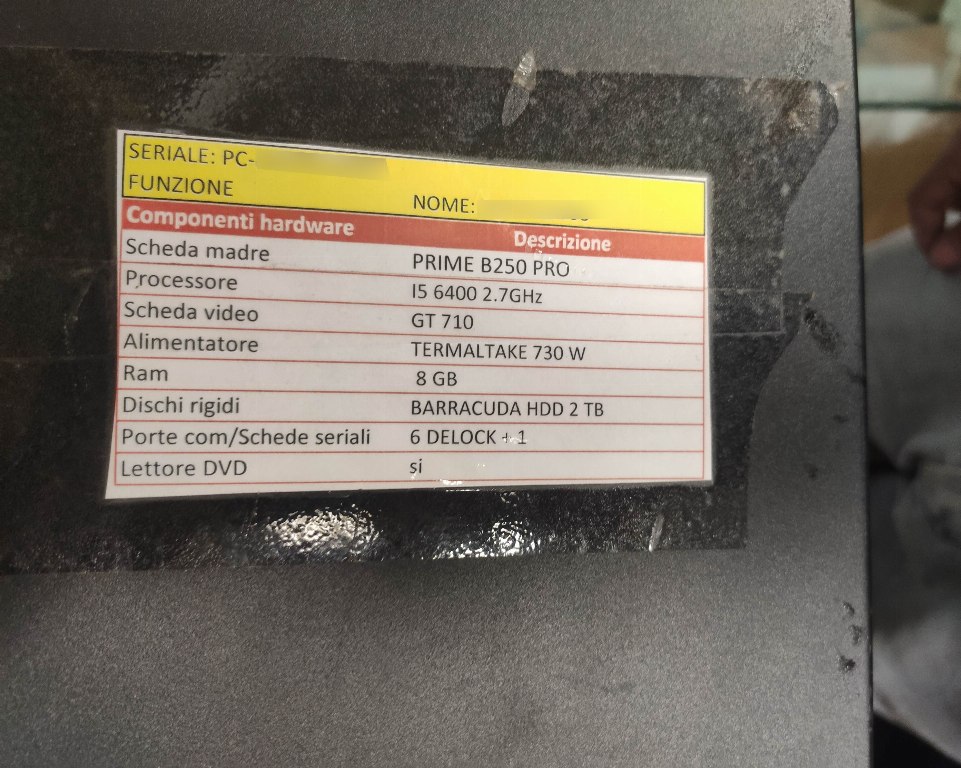 SERIALE: PC-
FUNZIONE NOME:
Componenti hardware Descrizione
Scheda madre PRIME B250 PRO
Processore I5 6400 2.7GHz
Scheda video GT 710
Alimentatore TERMALTAKE 730 W
Ram 8 GB
Dischi rigidi BARRACUDA HDD 2 TB
Porte com/Schede seriali 6 DELOCK + 1
Lettore DVD si